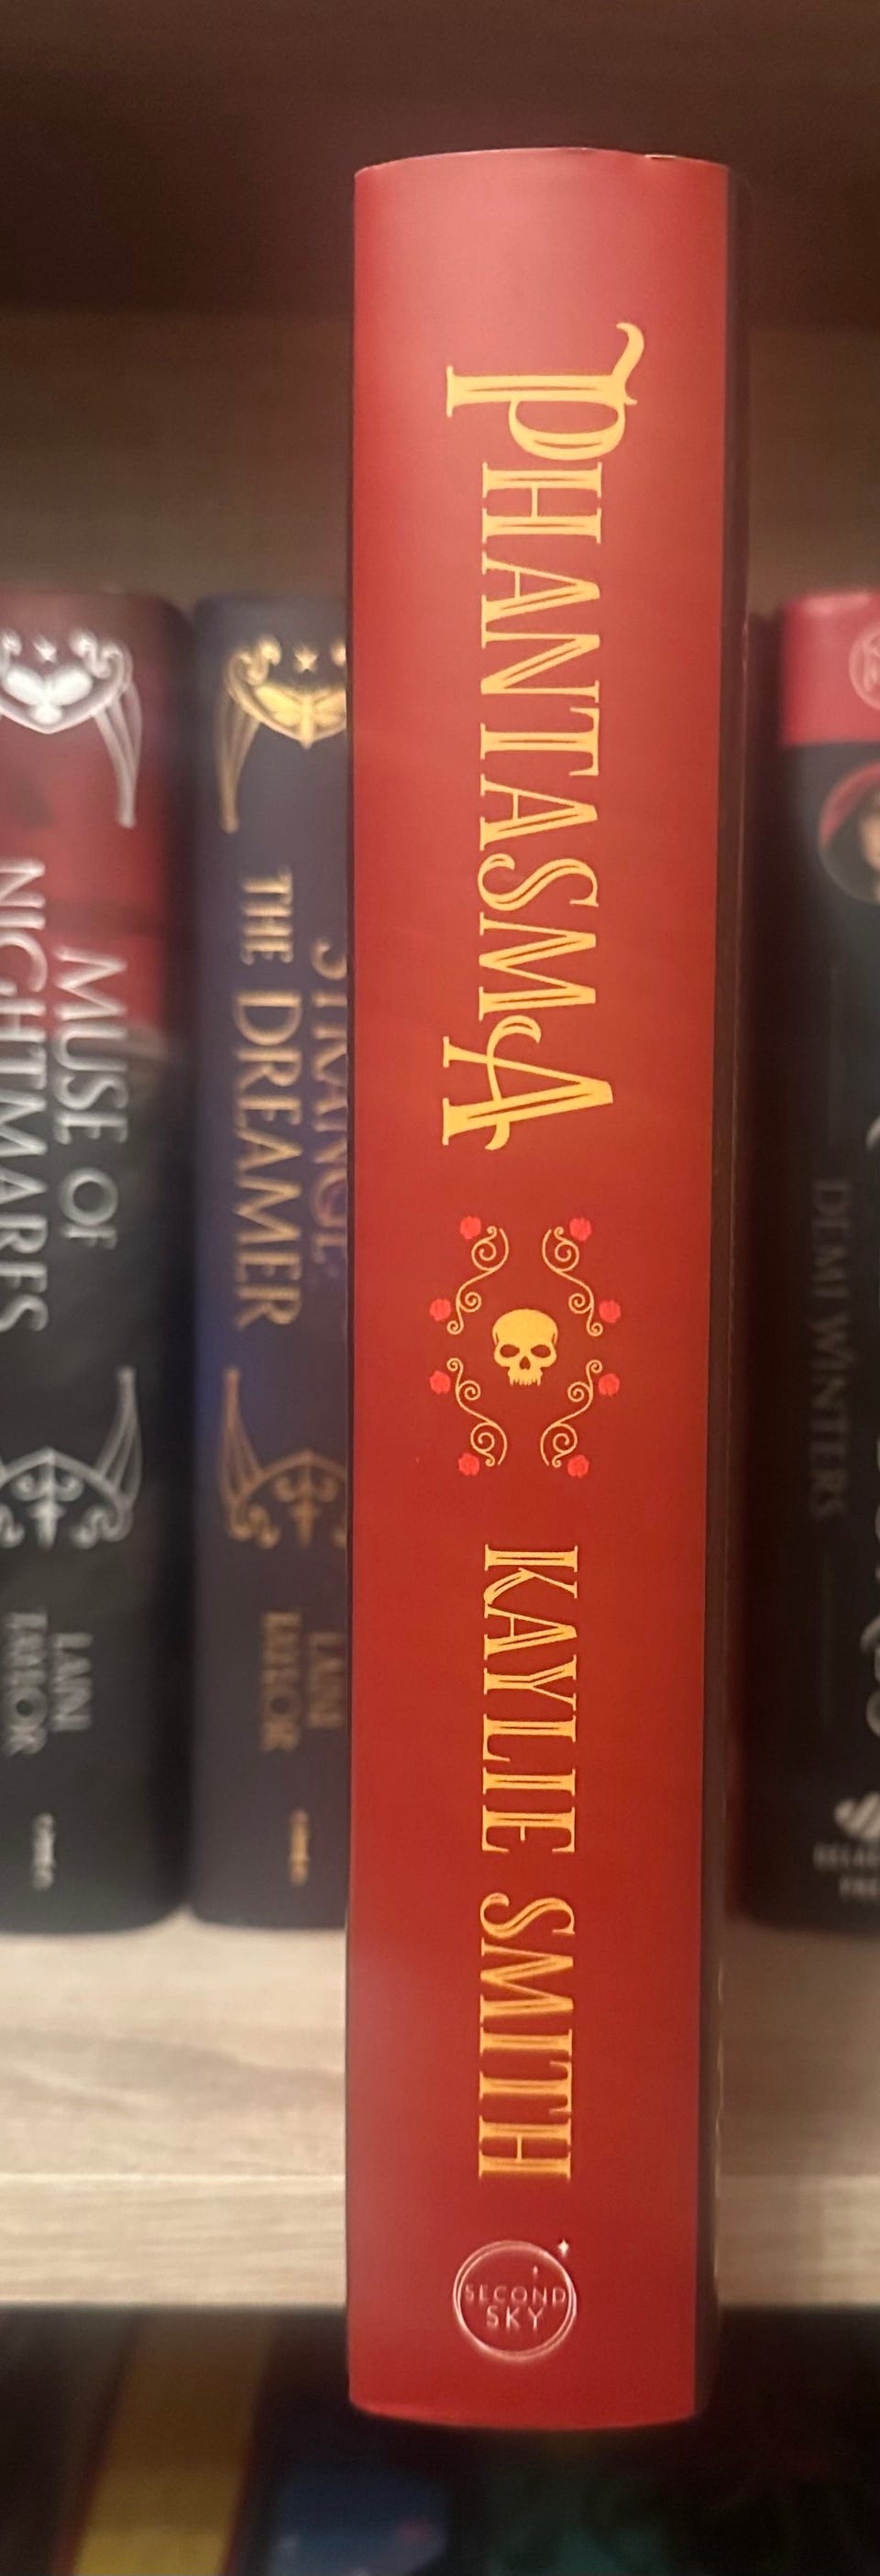 PHANTASMA
KAYLIE SMITH
SECOND
SKY
MUSE OF
NIGHTMARES
LAINI
TAYLOR
STRANGE
THE DREAMER
LAINI
TAYLOR
DEMI WINTERS